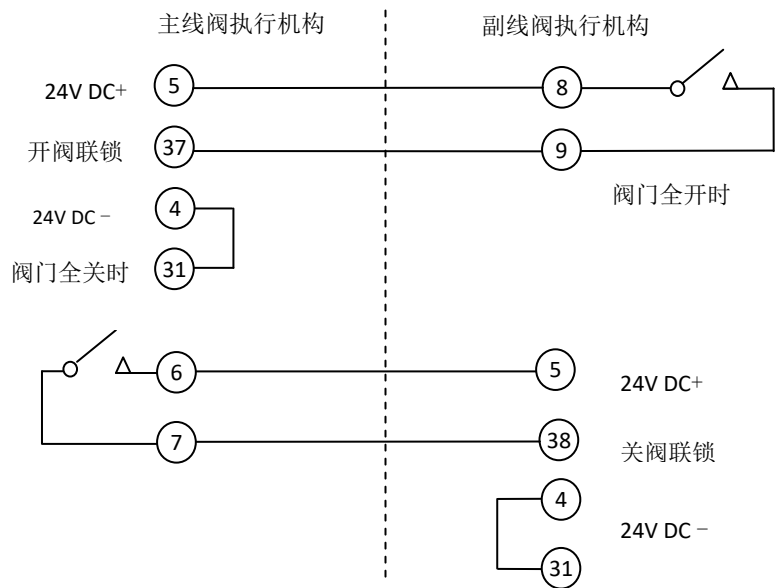 主线阀执行机构
副线阀执行机构
24V DC+
5
8
开阀联锁
37
9
24V DC−
4
阀门全开时
阀门全关时
31
6
5
24V DC+
7
38
关阀联锁
4
24V DC−
31